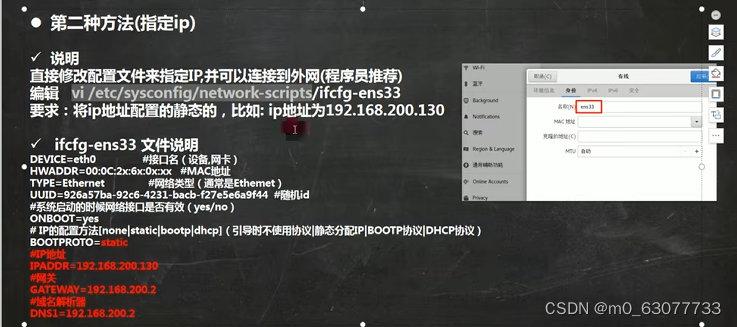 ● 第二种方法(指定ip)
✓ 说明
直接修改配置文件来指定IP,并可以连接到外网(程序员推荐)
编辑 vi /etc/sysconfig/network-scripts/ifcfg-ens33
要求：将ip地址配置的静态的，比如: ip地址为192.168.200.130
✓ ifcfg-ens33 文件说明
DEVICE=eth0 #接口名（设备,网卡）
HWADDR=00:0C:2x:6x:0x:xx #MAC地址
TYPE=Ethernet #网络类型（通常是Ethemet）
UUID=926a57ba-92c6-4231-bacb-f27e5e6a9f44 #随机id
#系统启动的时候网络接口是否有效（yes/no）
ONBOOT=yes
# IP的配置方法[none|static|bootp|dhcp]（引导时不使用协议|静态分配IP|BOOTP协议|DHCP协议）
BOOTPROTO=static
#IP地址
IPADDR=192.168.200.130
#网关
GATEWAY=192.168.200.2
#域名解析器
DNS1=192.168.200.2
Wi-Fi
蓝牙
Background
Notifications
搜索
Region & Language
通用辅助功能
Online Accounts
Privacy
取消(C) 有线
详细信息 身份 IPv4 IPv6 安全
名称(N) ens33
MAC 地址
克隆的地址(C)
MTU 自动 - +
CSDN @m0_63077733